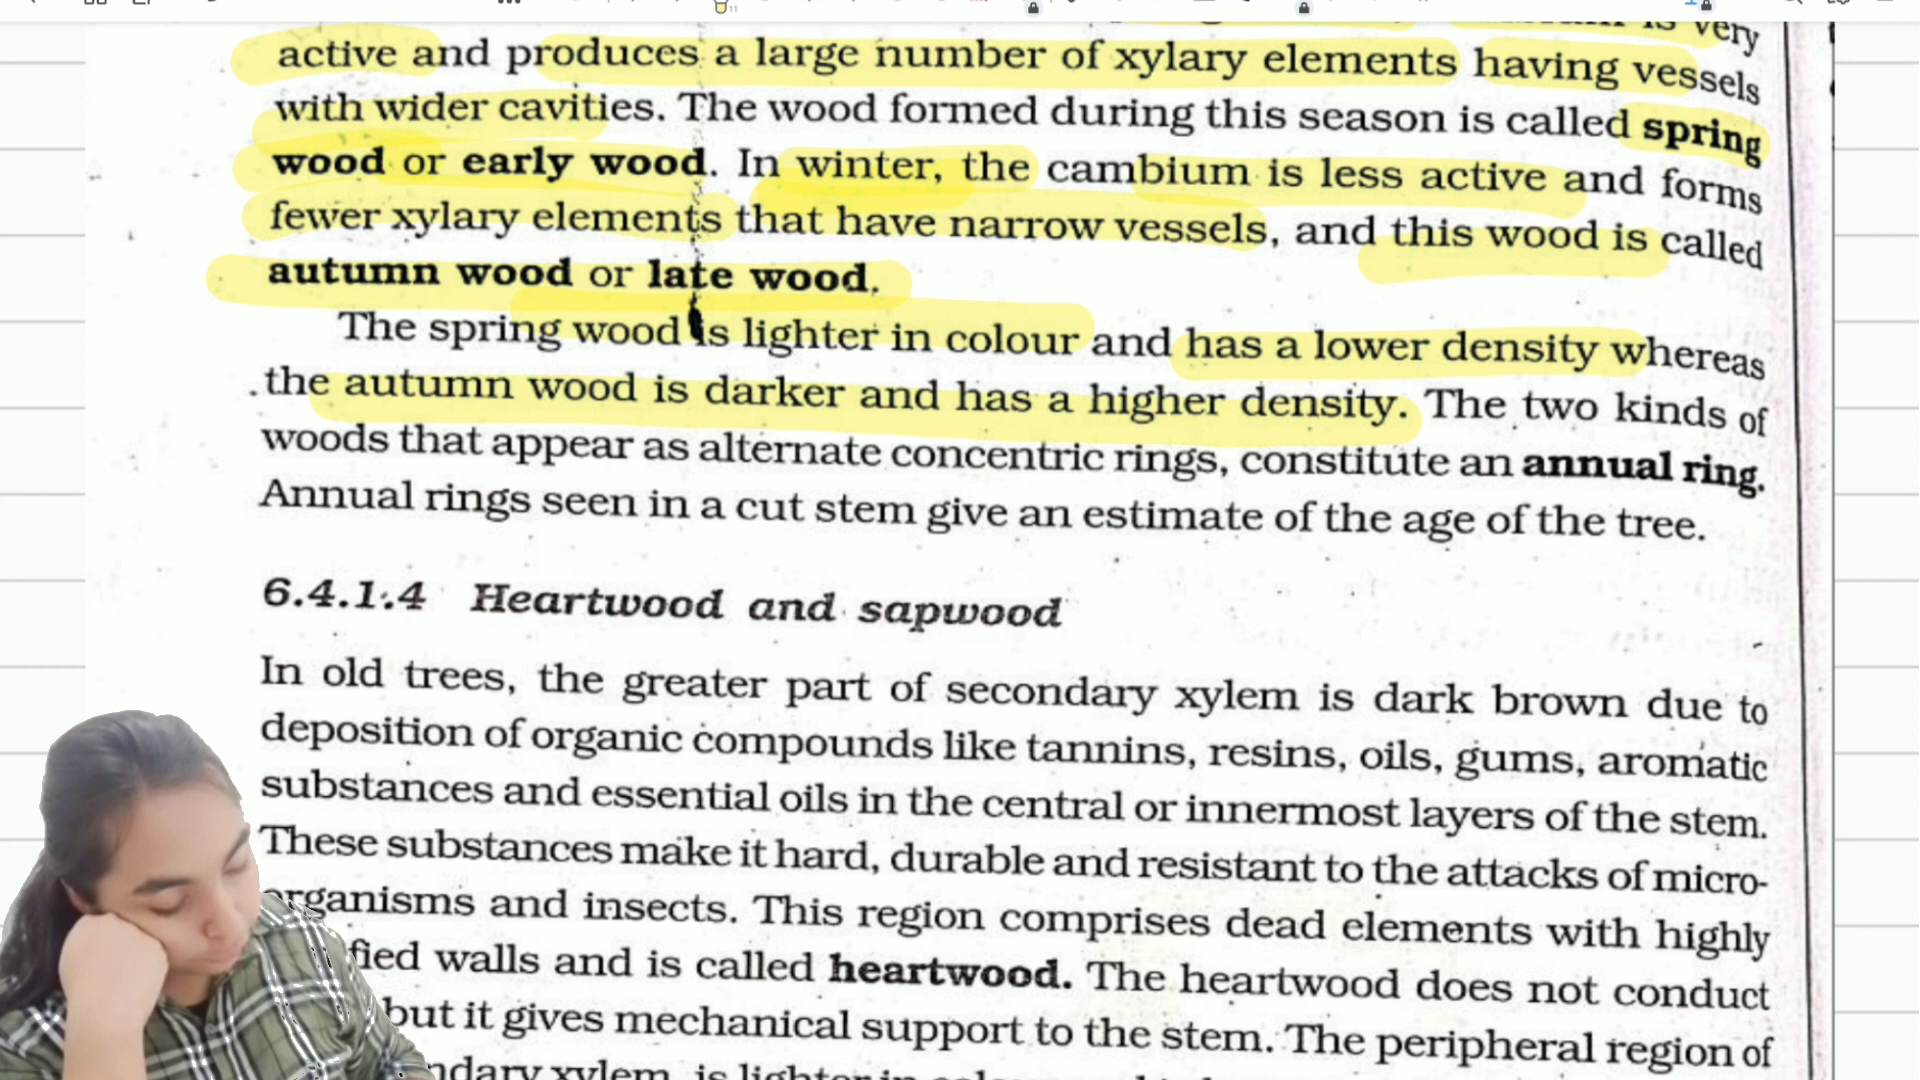 very
active and produces a large number of xylary elements having vessels
with wider cavities. The wood formed during this season is called spring
wood or early wood. In winter, the cambium is less active and forms
fewer xylary elements that have narrow vessels, and this wood is called
autumn wood or late wood.
The spring wood is lighter in colour and has a lower density whereas
the autumn wood is darker and has a higher density. The two kinds of
woods that appear as alternate concentric rings, constitute an annual ring.
Annual rings seen in a cut stem give an estimate of the age of the tree.
6.4.1.4 Heartwood and sapwood
In old trees, the greater part of secondary xylem is dark brown due to
deposition of organic compounds like tannins, resins, oils, gums, aromatic
substances and essential oils in the central or innermost layers of the stem.
These substances make it hard, durable and resistant to the attacks of micro-
organisms and insects. This region comprises dead elements with highly
fied walls and is called heartwood. The heartwood does not conduct
but it gives mechanical support to the stem. The peripheral region of
xylem, is lighter in